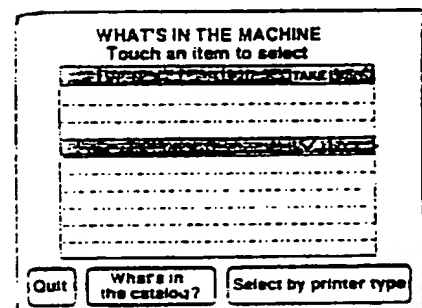 WHAT'S IN THE MACHINE
Touch an item to select
TAKE
Quit
What's in
the catalog?
Select by printer type